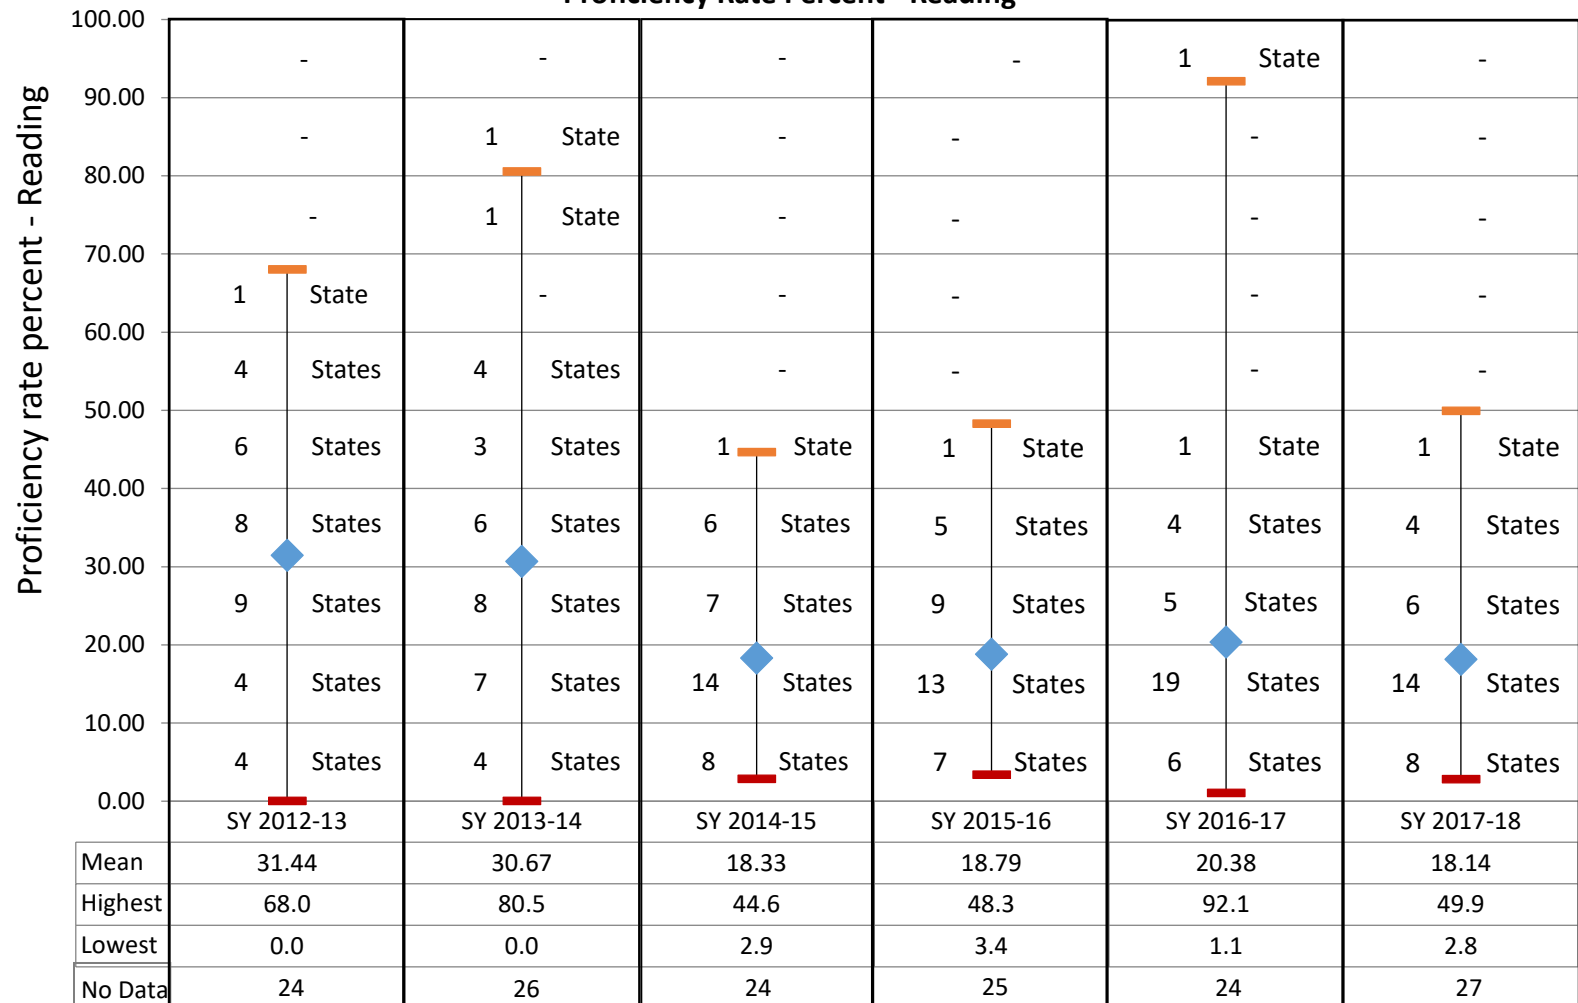 Proficiency Rate Percent - Reading
Proficiency rate percent - Reading
100.00
- - - - 1 State -
90.00
- 1 State - - - -
80.00
- 1 State - - - -
70.00
1 State - - - - -
60.00
4 States 4 States - - - -
50.00
6 States 3 States 1 State 1 State 1 State 1 State
40.00
8 States 6 States 6 States 5 States 4 States 4 States
30.00
9 States 8 States 7 States 9 States 5 States 6 States
20.00
4 States 7 States 14 States 13 States 19 States 14 States
10.00
4 States 4 States 8 States 7 States 6 States 8 States
0.00
SY 2012-13 SY 2013-14 SY 2014-15 SY 2015-16 SY 2016-17 SY 2017-18
Mean 31.44 30.67 18.33 18.79 20.38 18.14
Highest 68.0 80.5 44.6 48.3 92.1 49.9
Lowest 0.0 0.0 2.9 3.4 1.1 2.8
No Data 24 26 24 25 24 27